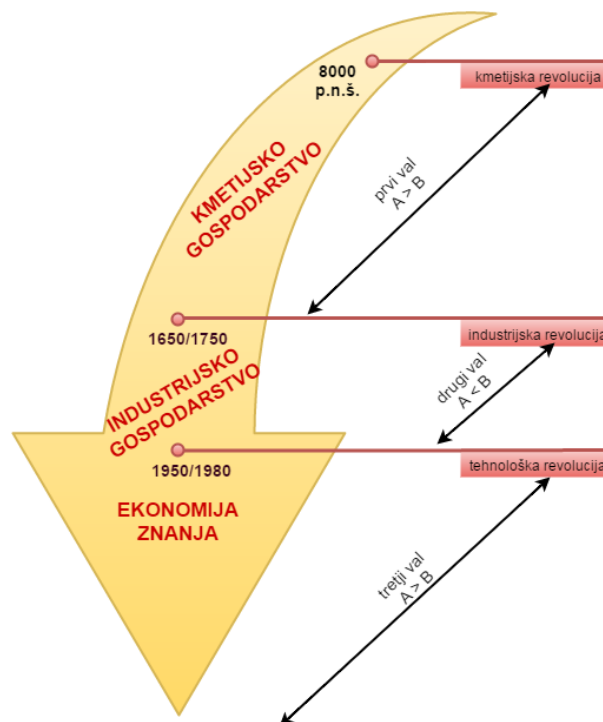 8000
p.n.š.
kmetijska revolucija
KMETIJSKO
GOSPODARSTVO
prvi val
A > B
1650/1750
industrijska revolucija
INDUSTRIJSKO
GOSPODARSTVO
drugi val
A < B
1950/1980
tehnološka revolucija
EKONOMIJA
ZNANJA
tretji val
A > B